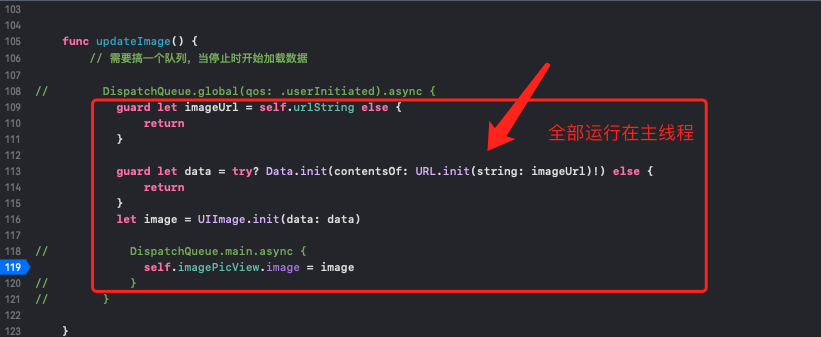 103
104
105 func updateImage() {
106 // 需要搞一个队列，当停止时开始加载数据
107
108 // DispatchQueue.global(qos: .userInitiated).async {
109 guard let imageUrl = self.urlString else {
110 return
111 }
112
113 guard let data = try? Data.init(contentsOf: URL.init(string: imageUrl)!) else {
114 return
115 }
116 let image = UIImage.init(data: data)
117
118 // DispatchQueue.main.async {
119 self.imagePicView.image = image
120 // }
121 // }
122
123 }
全部运行在主线程